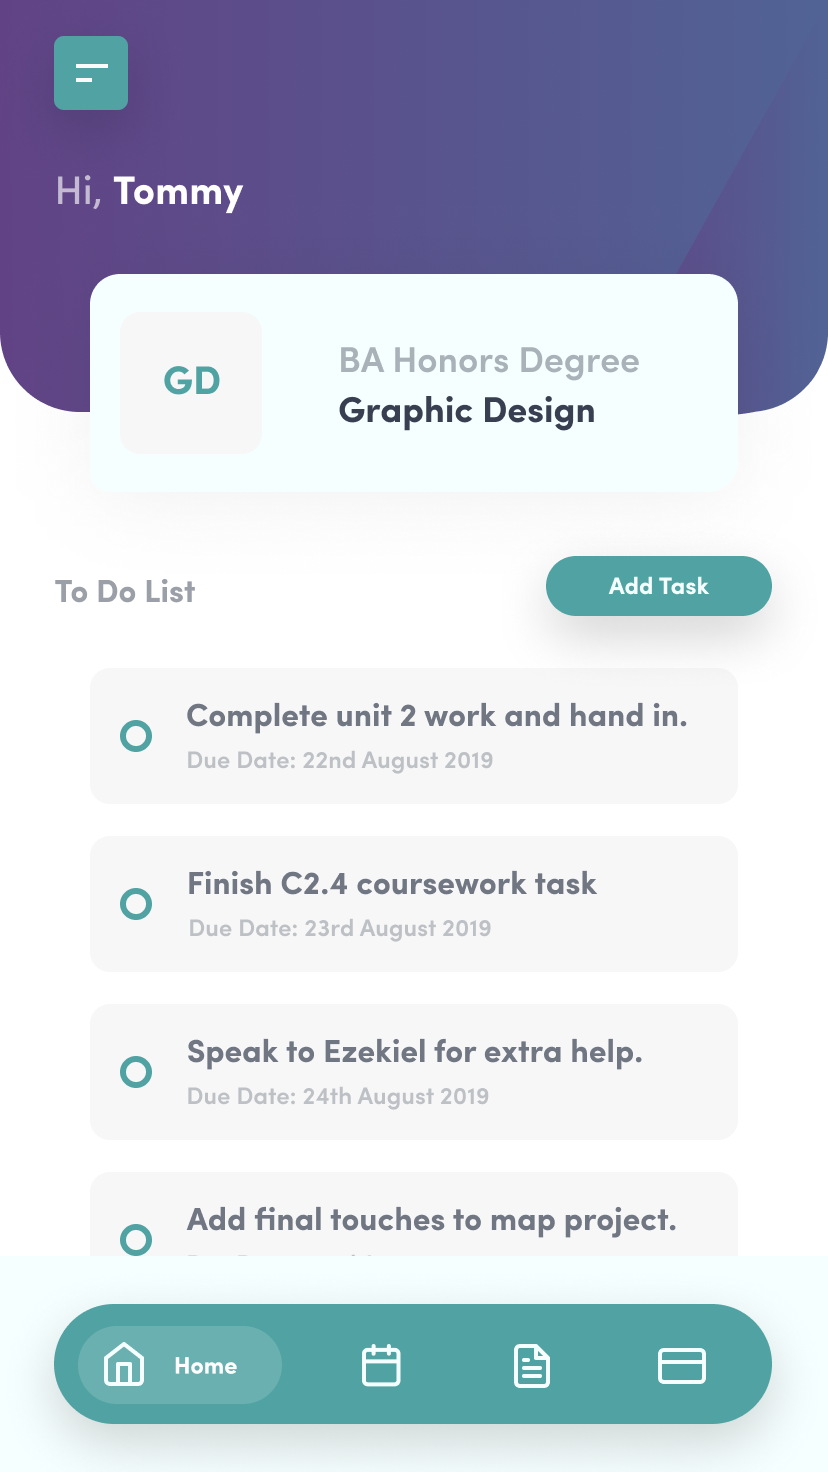 Hi, Tommy
GD
BA Honors Degree
Graphic Design
To Do List
Add Task
Complete unit 2 work and hand in.
Due Date: 22nd August 2019
Finish C2.4 coursework task
Due Date: 23rd August 2019
Speak to Ezekiel for extra help.
Due Date: 24th August 2019
Add final touches to map project.
Home